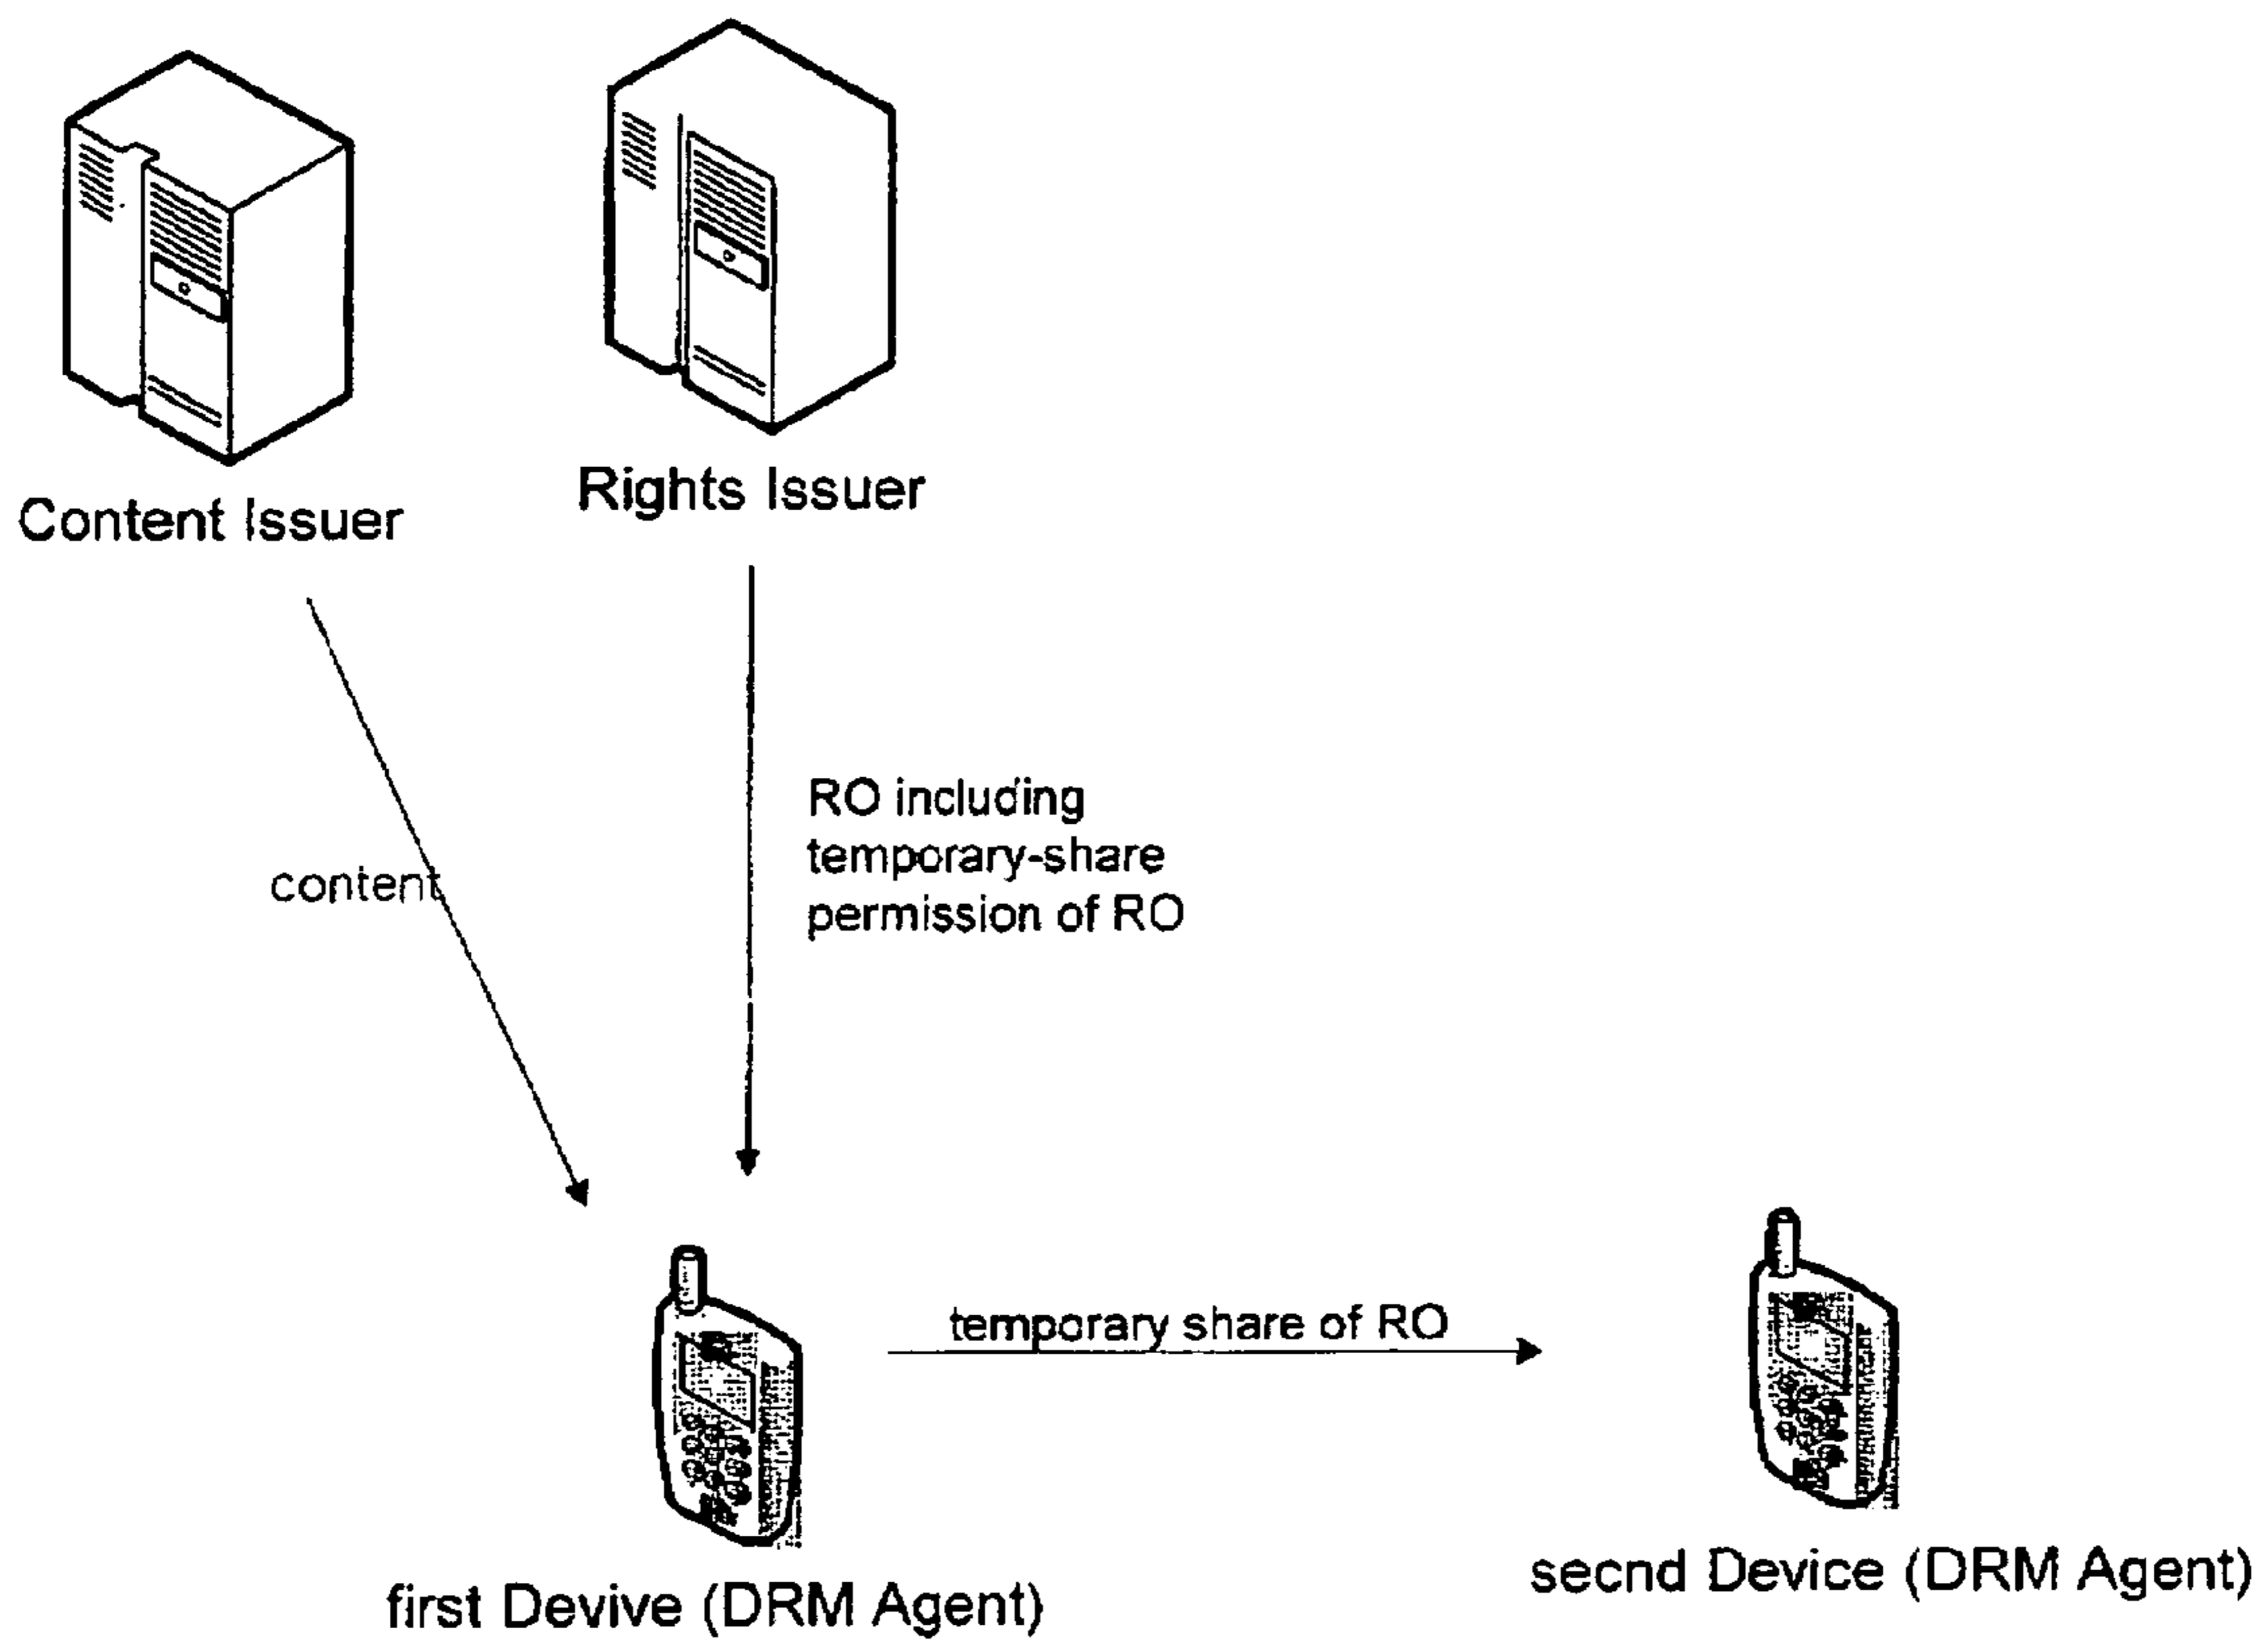 Content Issuer
Rights Issuer
RO including
temporary-share
permission of RO
content
temporary share of RO
first Devive (DRM Agent)
secnd Device (DRM Agent)